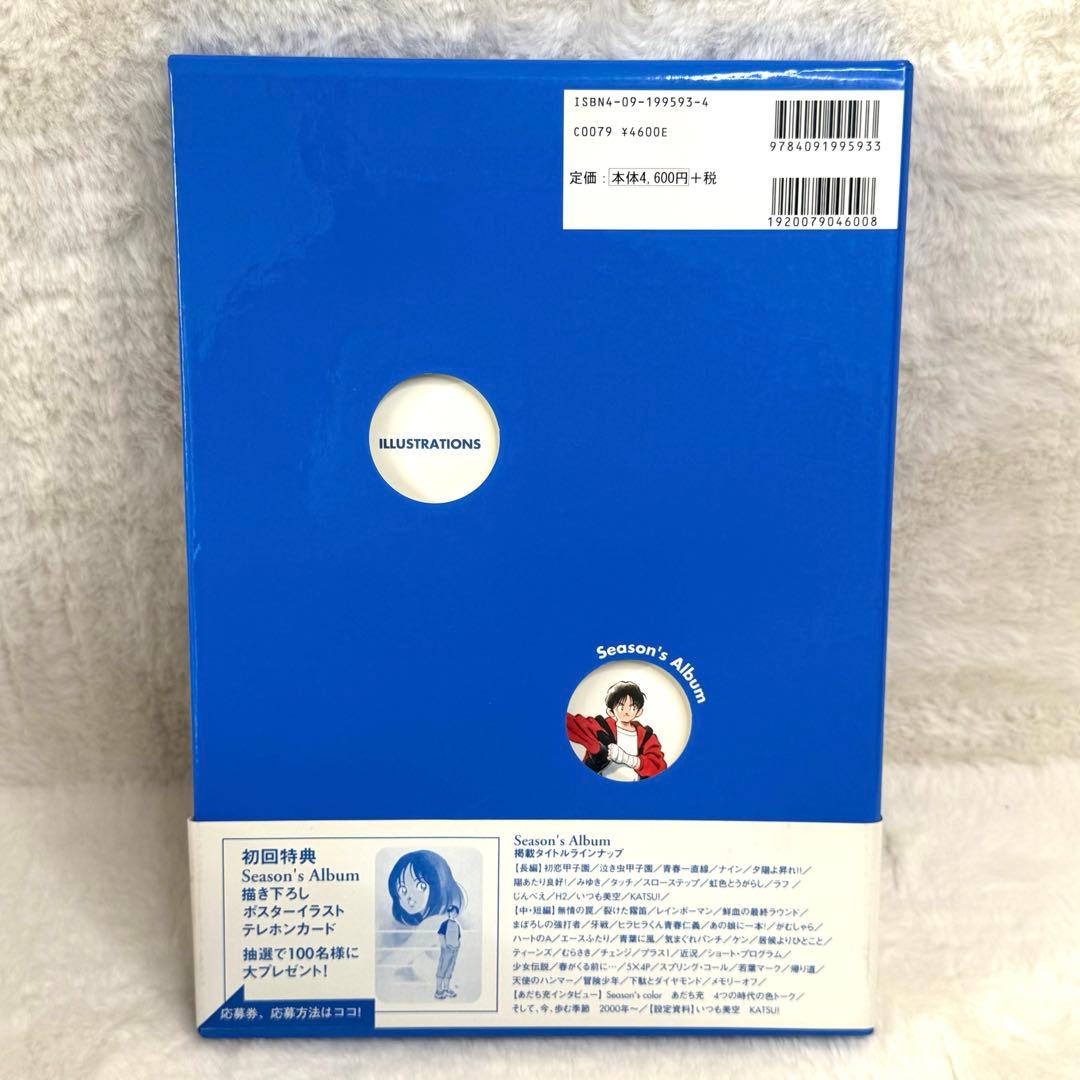 ISBN4-09-199593-4
C0079 ¥4600E
9784091995933
定価：本体4,600円＋税
1920079046008
ILLUSTRATIONS
Season's Album
初回特典
Season's Album
描き下ろし
ポスターイラスト
テレホンカード
抽選で100名様に
大プレゼント！
応募券、応募方法はココ！
Season's Album
掲載タイトルラインナップ
【長編】初恋甲子園／泣き虫甲子園／青春一直線／ナイン／夕陽よ昇れ!!／
陽あたり良好！／みゆき／タッチ／スローステップ／虹色とうがらし／ラフ／
じんべえ／H2／いつも美空／KATSU!／
【中・短編】無情の罠／裂けた霧笛／レインボーマン／鮮血の最終ラウンド／
まぼろしの強打者／牙戦／ヒラヒラくん青春仁義／あの娘に一本!／がむしゃら／
ハートのA／エースふたり／青葉に風／気まぐれパンチ／ケン／居候よりひとこと／
ティーンズ／むらさき／チェンジ／プラス1／近況／ショート・プログラム／
少女伝説／春がくる前に…／5×4P／スプリング・コール／若葉マーク／帰り道／
天使のハンマー／冒険少年／下駄とダイヤモンド／メモリーオフ／
【あだち充インタビュー】Season's color あだち充 4つの時代の色トーク／
そして、今、歩む季節 2000年〜／【設定資料】いつも美空 KATSU!